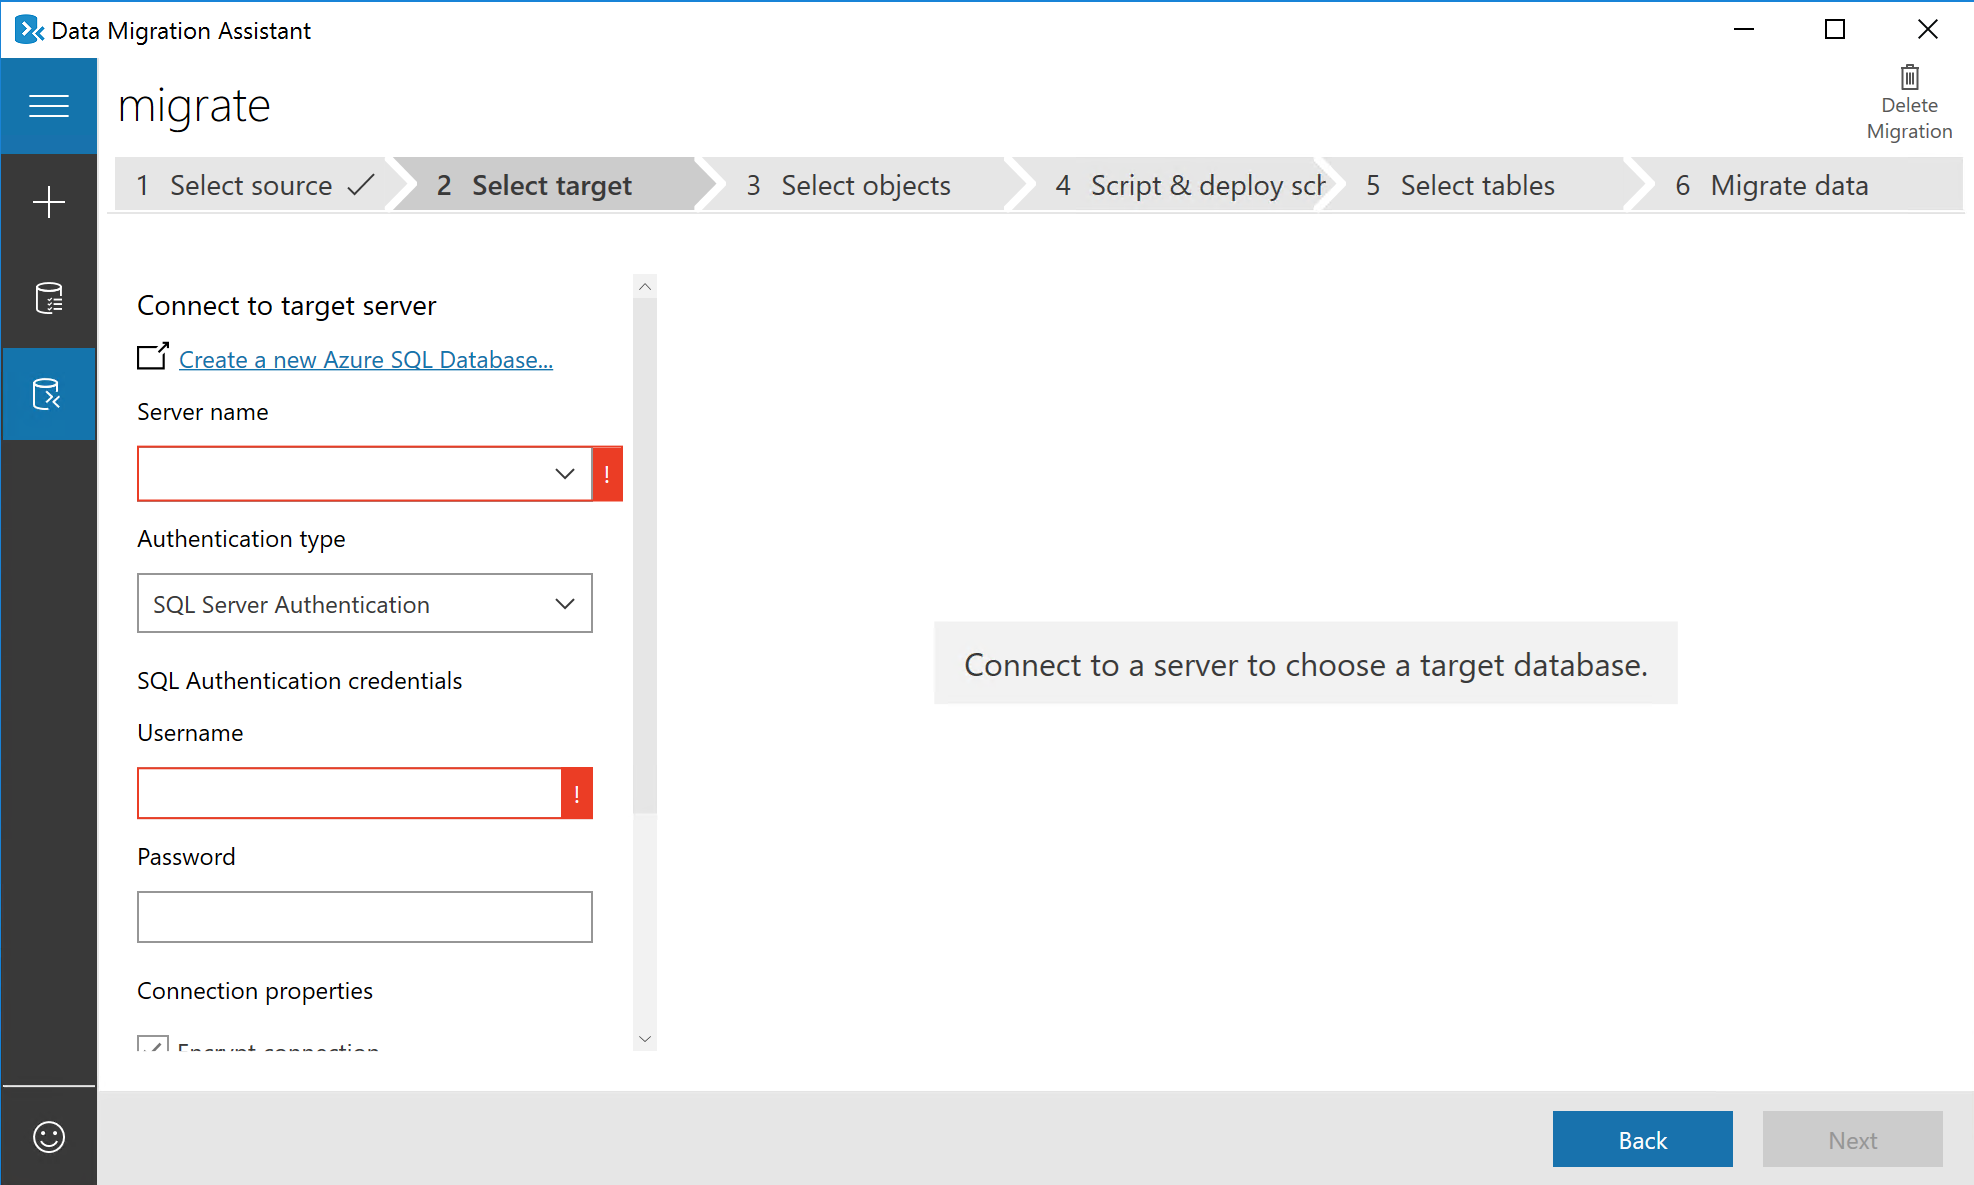 Data Migration Assistant
migrate
Delete
Migration
1 Select source
2 Select target
3 Select objects
4 Script & deploy sch
5 Select tables
6 Migrate data
Connect to target server
Create a new Azure SQL Database...
Server name
!
Authentication type
SQL Server Authentication
SQL Authentication credentials
Username
!
Password
Connection properties
Encrypt connection
Connect to a server to choose a target database.
Back
Next